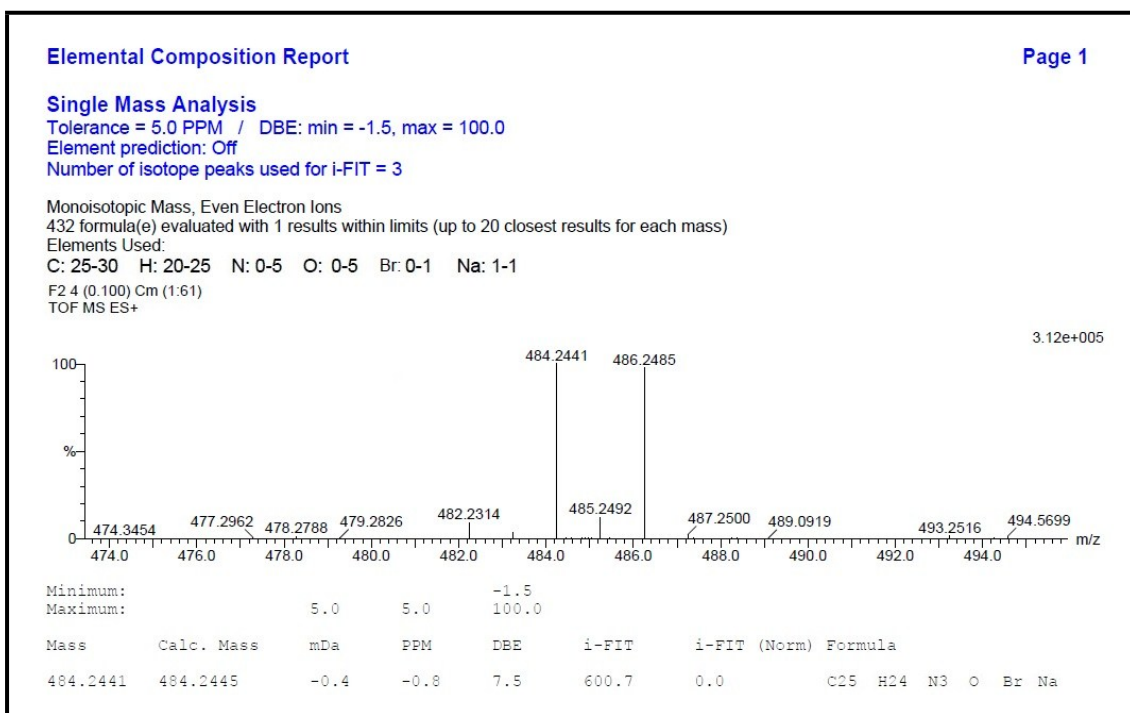 Elemental Composition Report Page 1
Single Mass Analysis
Tolerance = 5.0 PPM / DBE: min = -1.5, max = 100.0
Element prediction: Off
Number of isotope peaks used for i-FIT = 3
Monoisotopic Mass, Even Electron Ions
432 formula(e) evaluated with 1 results within limits (up to 20 closest results for each mass)
Elements Used:
C: 25-30 H: 20-25 N: 0-5 O: 0-5 Br: 0-1 Na: 1-1
F2 4 (0.100) Cm (1:61)
TOF MS ES+
3.12e+005
100
%
0
484.2441
486.2485
474.3454
477.2962
478.2788
479.2826
482.2314
485.2492
487.2500
489.0919
493.2516
494.5699
474.0 476.0 478.0 480.0 482.0 484.0 486.0 488.0 490.0 492.0 494.0 m/z
Minimum: -1.5
Maximum: 5.0 5.0 100.0
Mass Calc. Mass mDa PPM DBE i-FIT i-FIT (Norm) Formula
484.2441 484.2445 -0.4 -0.8 7.5 600.7 0.0 C25 H24 N3 O Br Na